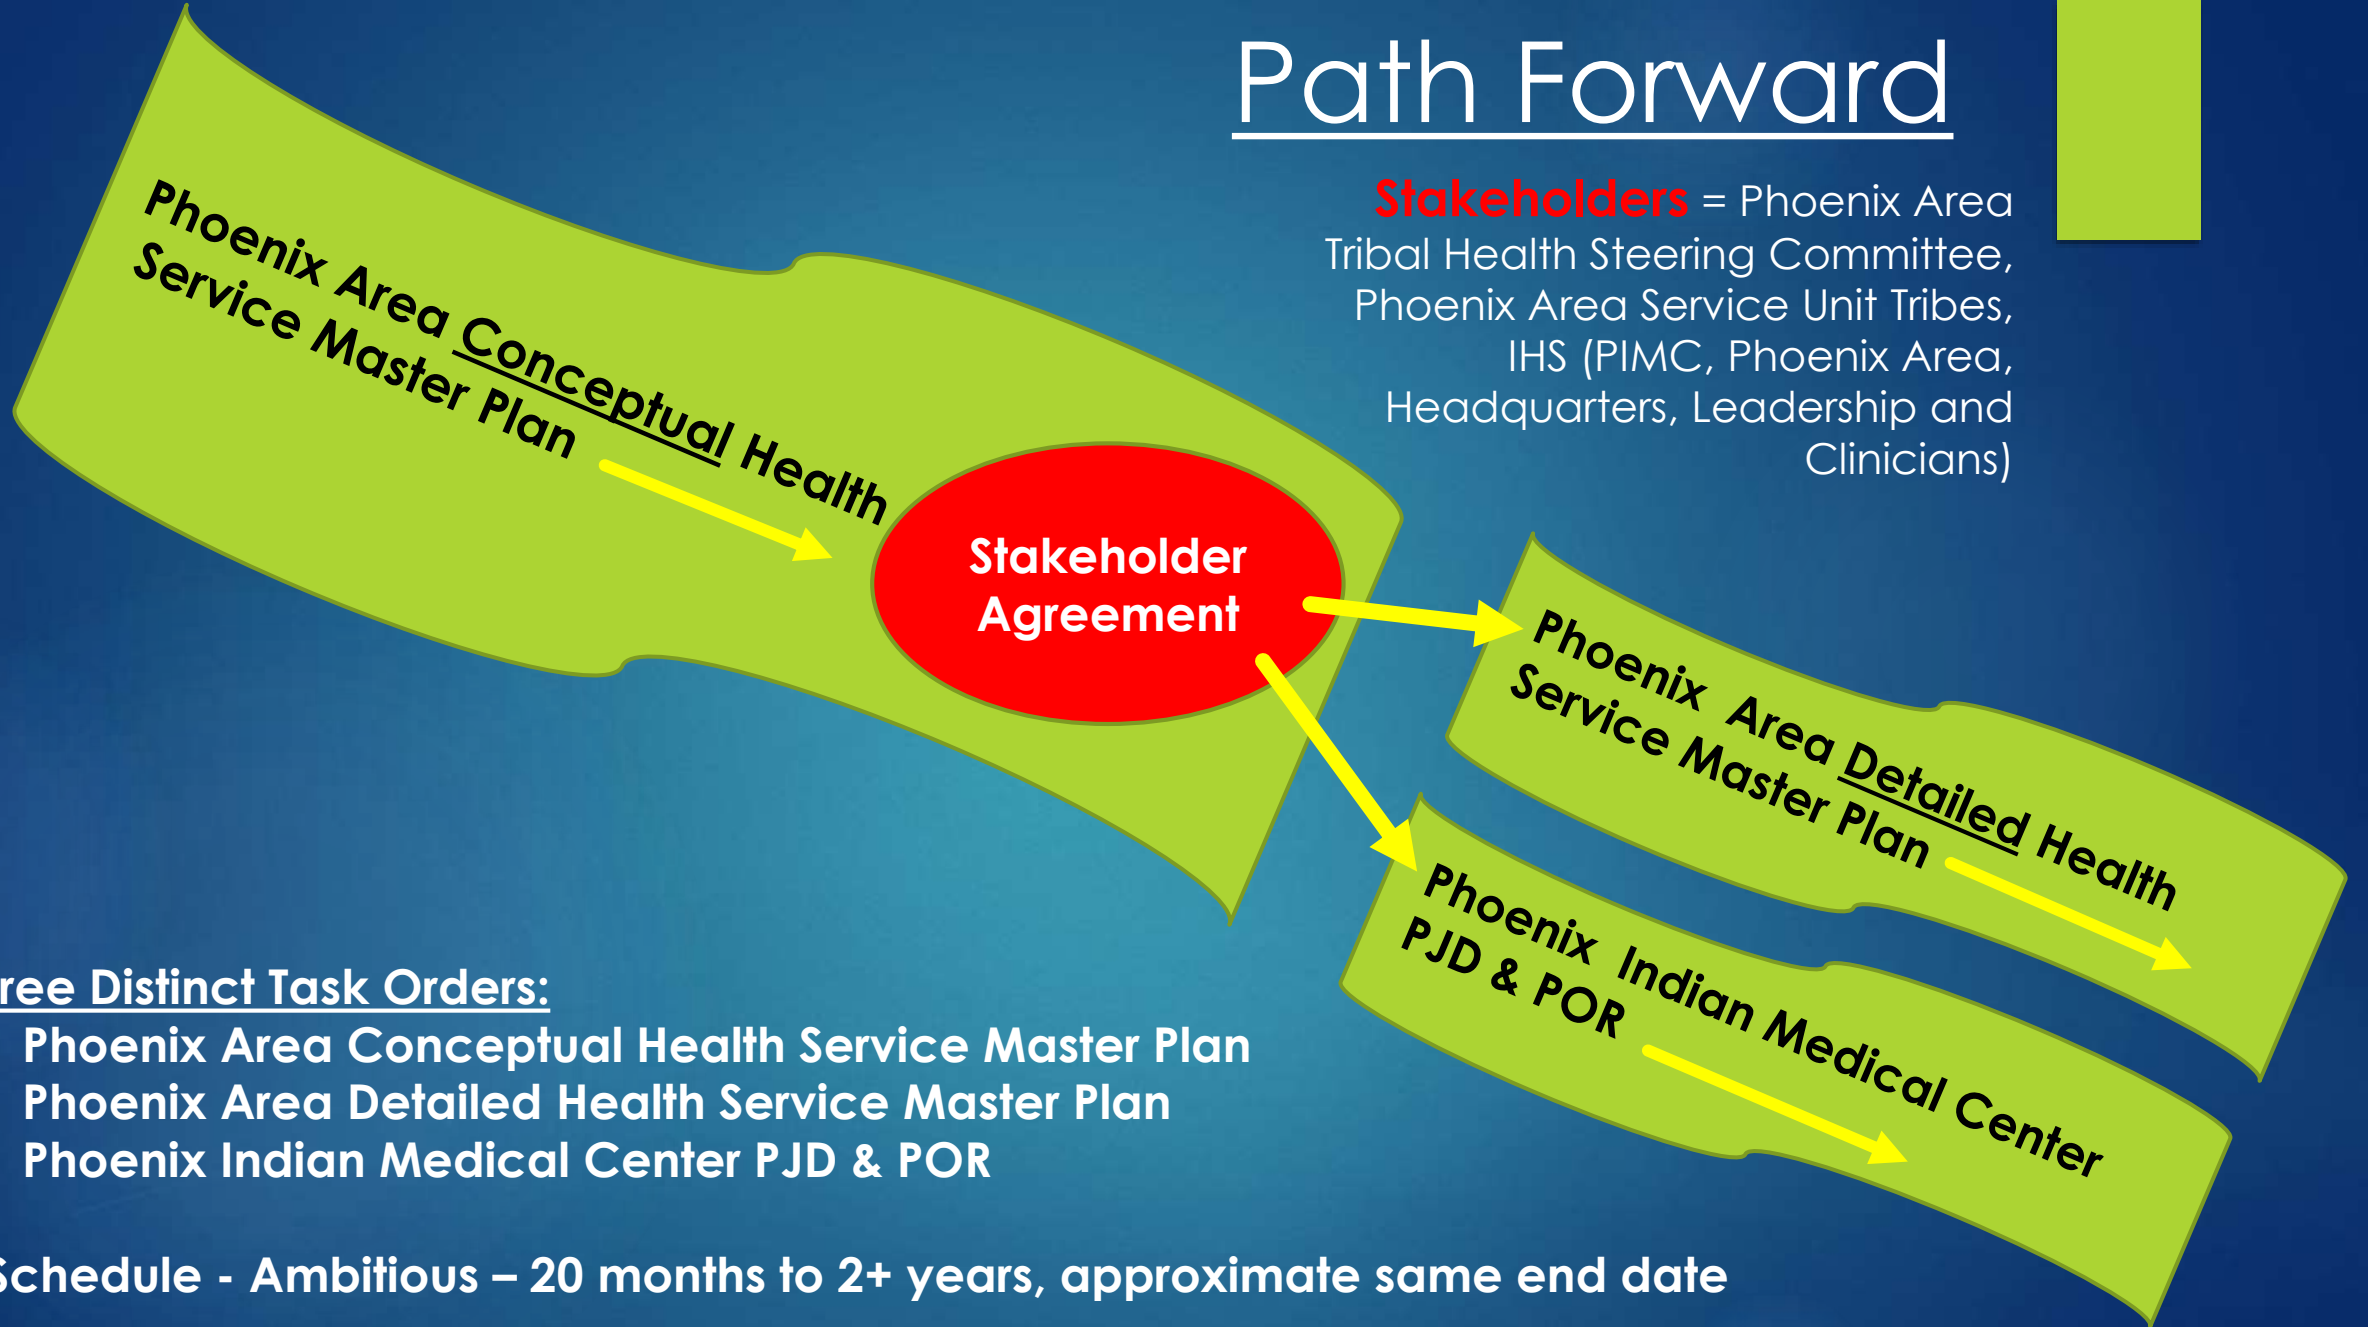 Path Forward
Stakeholders = Phoenix Area
Tribal Health Steering Committee,
Phoenix Area Service Unit Tribes,
IHS (PIMC, Phoenix Area,
Headquarters, Leadership and
Clinicians)
Phoenix Area Conceptual Health
Service Master Plan
Stakeholder
Agreement
Phoenix Area Detailed Health
Service Master Plan
Phoenix Indian Medical Center
PJD & POR
ree Distinct Task Orders:
Phoenix Area Conceptual Health Service Master Plan
Phoenix Area Detailed Health Service Master Plan
Phoenix Indian Medical Center PJD & POR
Schedule - Ambitious – 20 months to 2+ years, approximate same end date